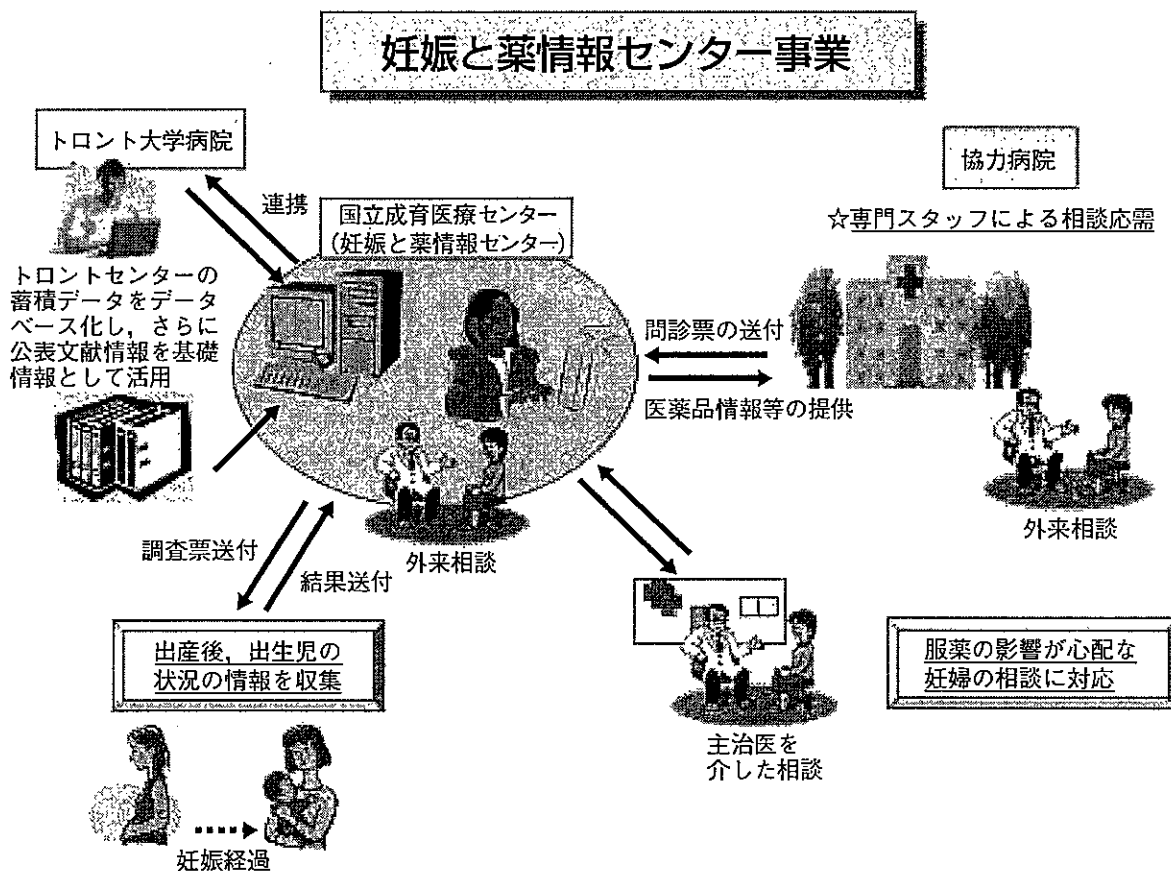 妊娠と薬情報センター事業
トロント大学病院
連携
トロントセンターの
蓄積データをデータ
ベース化し，さらに
公表文献情報を基礎
情報として活用
国立成育医療センター
（妊娠と薬情報センター）
外来相談
協力病院
☆専門スタッフによる相談応需
問診票の送付
医薬品情報等の提供
外来相談
調査票送付
結果送付
出産後，出生児の
状況の情報を収集
妊娠経過
主治医を
介した相談
服薬の影響が心配な
妊婦の相談に対応